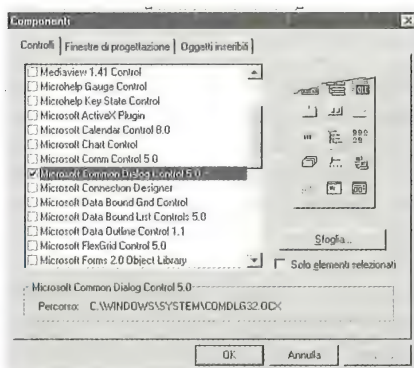 Componenti
Controlli | Finestre di progettazione | Oggetti inseribili
Mediaview 1.41 Control
Microhelp Gauge Control
Microhelp Key State Control
Microsoft ActiveX Plugin
Microsoft Calendar Control 8.0
Microsoft Chart Control
Microsoft Comm Control 5.0
Microsoft Common Dialog Control 5.0
Microsoft Connection Designer
Microsoft Data Bound Grid Control
Microsoft Data Bound List Controls 5.0
Microsoft Data Outline Control 1.1
Microsoft FlexGrid Control 5.0
Microsoft Forms 2.0 Object Library
Sfoglia...
Solo elementi selezionati
Microsoft Common Dialog Control 5.0
Percorso: C:\WINDOWS\SYSTEM\COMDLG32.OCX
OK
Annulla